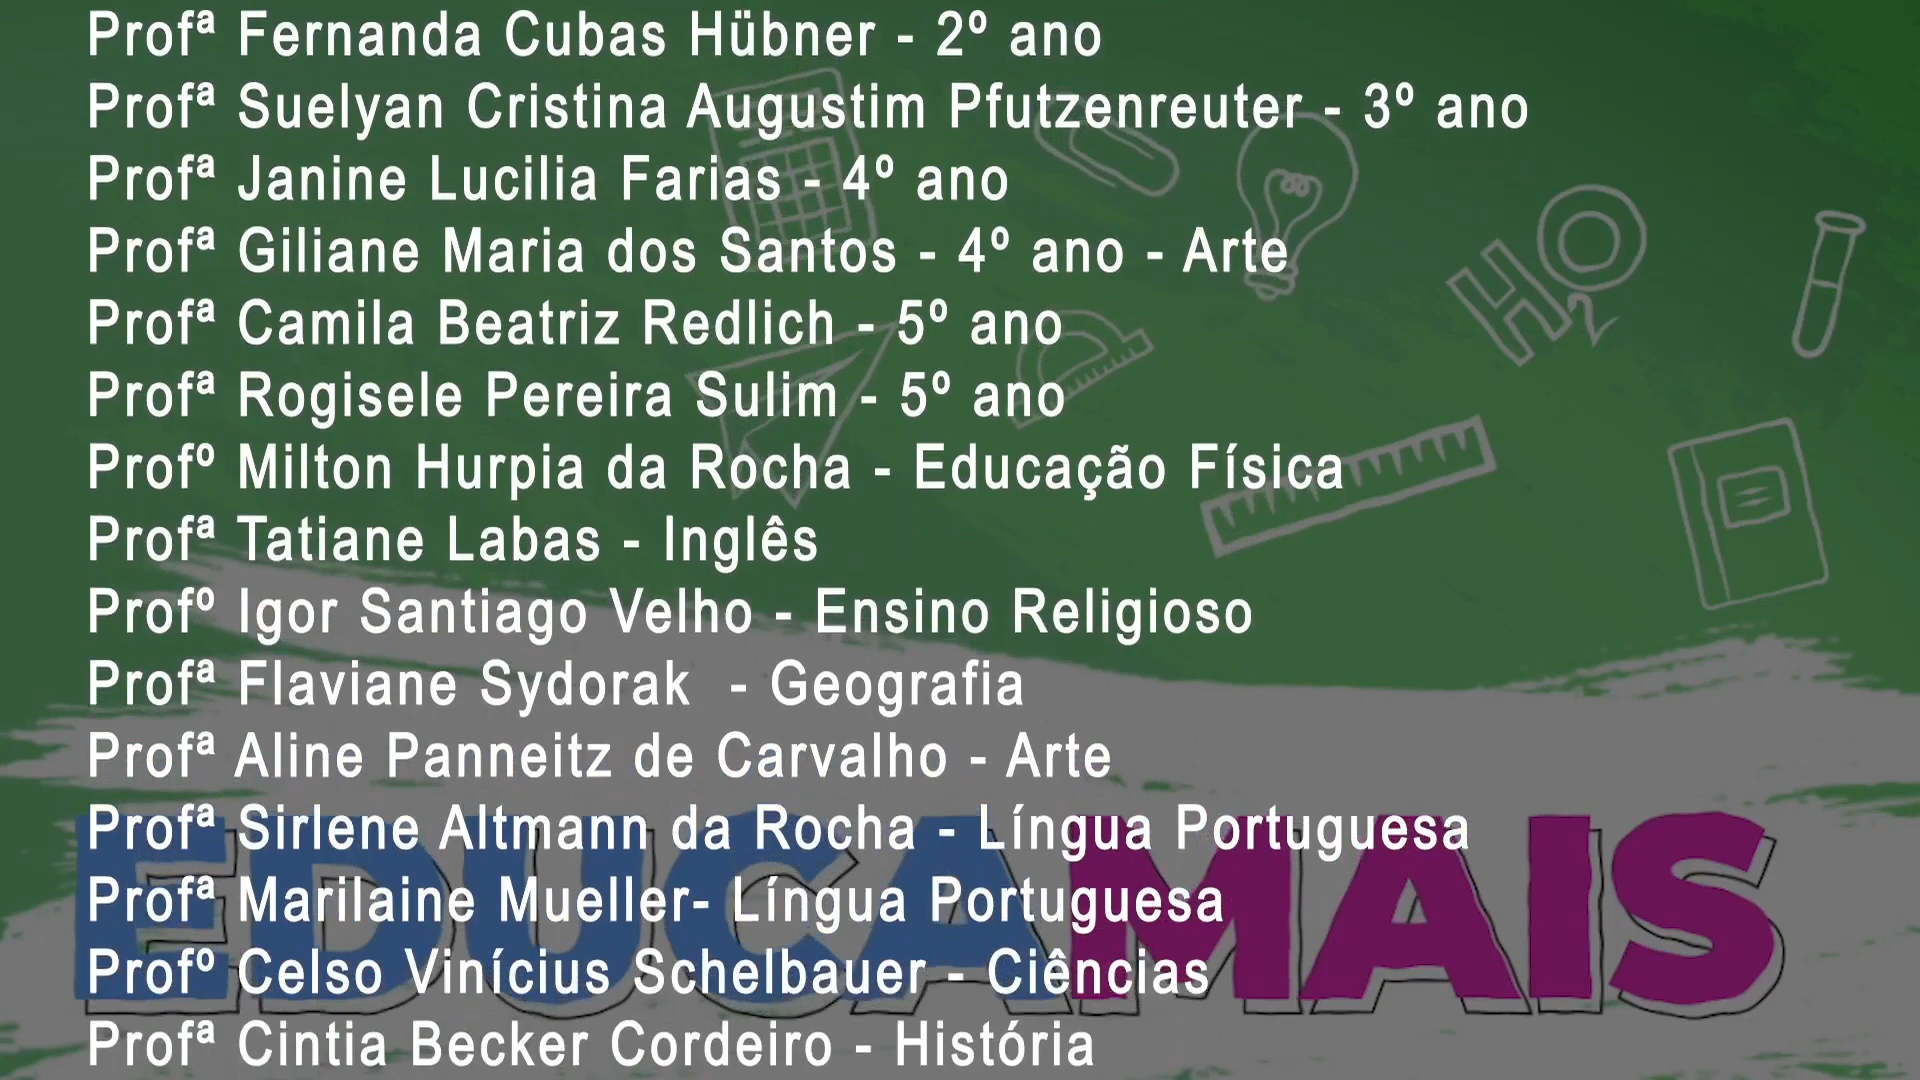 Profª Fernanda Cubas Hübner - 2º ano
Profª Suelyan Cristina Augustim Pfutzenreuter - 3º ano
Profª Janine Lucilia Farias - 4º ano
Profª Giliane Maria dos Santos - 4º ano - Arte
Profª Camila Beatriz Redlich - 5º ano
Profª Rogisele Pereira Sulim - 5º ano
Profº Milton Hurpia da Rocha - Educação Física
Profª Tatiane Labas - Inglês
Profº Igor Santiago Velho - Ensino Religioso
Profª Flaviane Sydorak  - Geografia
Profª Aline Panneitz de Carvalho - Arte
Profª Sirlene Altmann da Rocha - Língua Portuguesa
Profª Marilaine Mueller- Língua Portuguesa
Profº Celso Vinícius Schelbauer - Ciências
Profª Cintia Becker Cordeiro - História
H2O
EDUCAMAIS